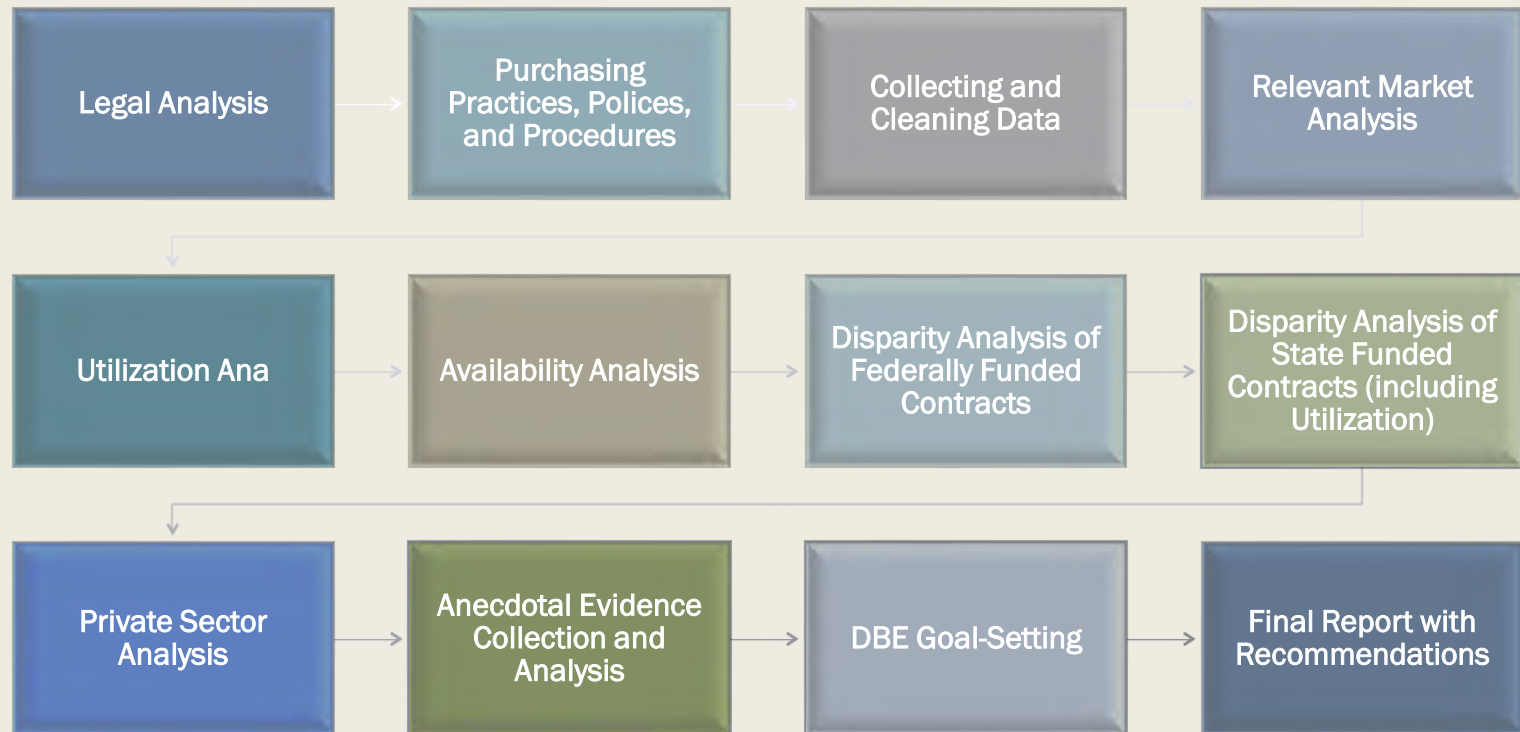 Legal Analysis
Purchasing
Practices, Polices,
and Procedures
Collecting and
Cleaning Data
Relevant Market
Analysis
Utilization Ana
Availability Analysis
Disparity Analysis of
Federally Funded
Contracts
Disparity Analysis of
State Funded
Contracts (including
Utilization)
Private Sector
Analysis
Anecdotal Evidence
Collection and
Analysis
DBE Goal-Setting
Final Report with
Recommendations